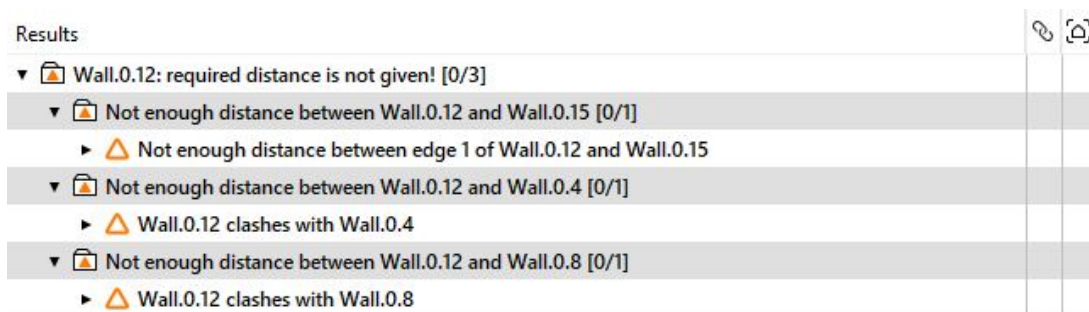 Results
Wall.0.12: required distance is not given! [0/3]
Not enough distance between Wall.0.12 and Wall.0.15 [0/1]
Not enough distance between edge 1 of Wall.0.12 and Wall.0.15
Not enough distance between Wall.0.12 and Wall.0.4 [0/1]
Wall.0.12 clashes with Wall.0.4
Not enough distance between Wall.0.12 and Wall.0.8 [0/1]
Wall.0.12 clashes with Wall.0.8